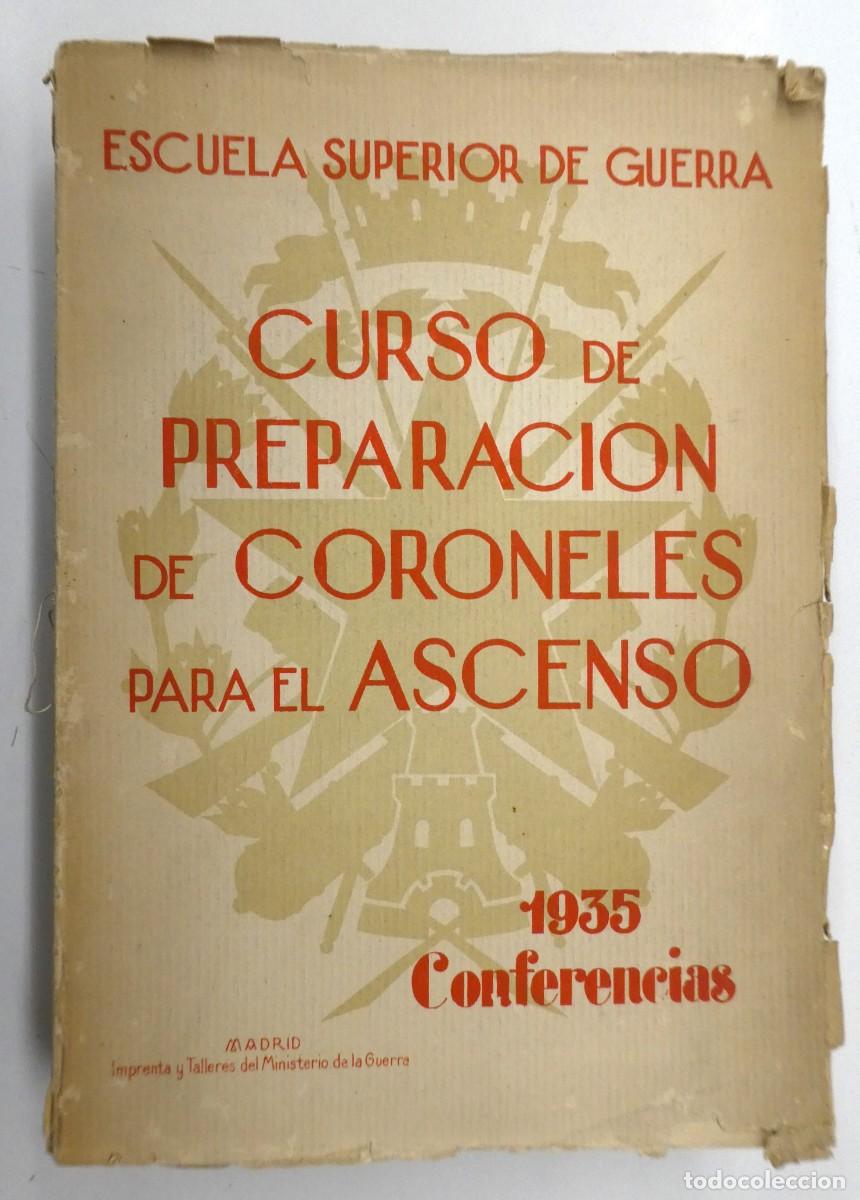 ESCUELA SUPERIOR DE GUERRA
CURSO DE
PREPARACION
DE CORONELES
PARA EL ASCENSO
1935
Conferencias
MADRID
Imprenta y Talleres del Ministerio de la Guerra
todocoleccion